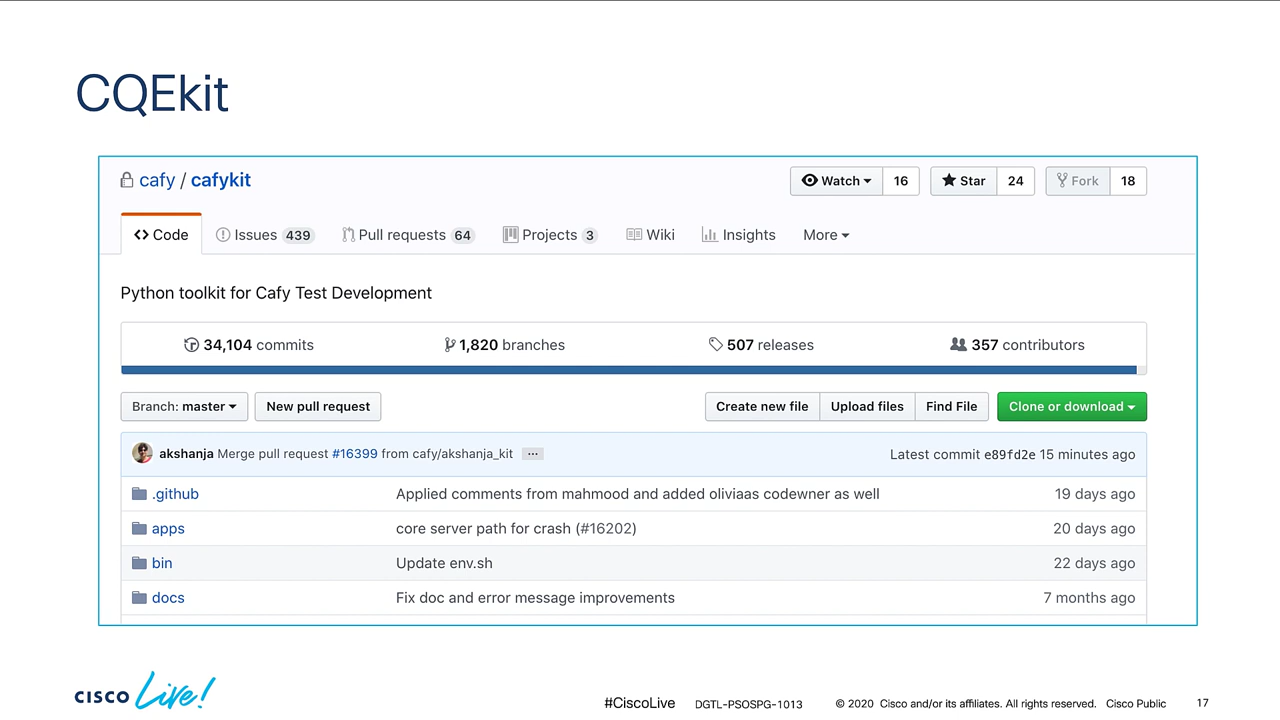 CQEkit
cafy / cafykit
Watch 16 Star 24 Fork 18
Code Issues 439 Pull requests 64 Projects 3 Wiki Insights More
Python toolkit for Cafy Test Development
34,104 commits 1,820 branches 507 releases 357 contributors
Branch: master New pull request Create new file Upload files Find File Clone or download
akshanja Merge pull request #16399 from cafy/akshanja_kit ... Latest commit e89fd2e 15 minutes ago
.github Applied comments from mahmood and added oliviaas codewner as well 19 days ago
apps core server path for crash (#16202) 20 days ago
bin Update env.sh 22 days ago
docs Fix doc and error message improvements 7 months ago
CISCO Live! #CiscoLive DGTL-PSOSPG-1013 © 2020 Cisco and/or its affiliates. All rights reserved. Cisco Public 17